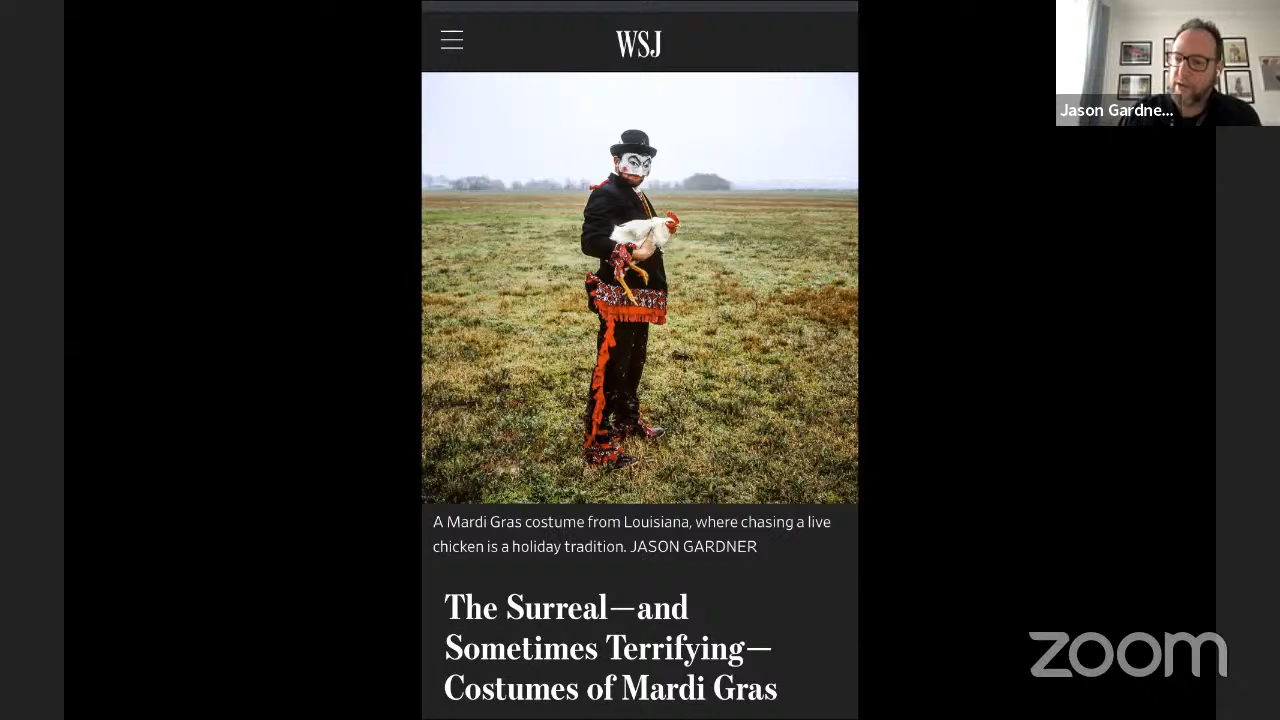 WSJ
Jason Gardne...
A Mardi Gras costume from Louisiana, where chasing a live
chicken is a holiday tradition. JASON GARDNER
The Surreal—and
Sometimes Terrifying—
Costumes of Mardi Gras
zoom